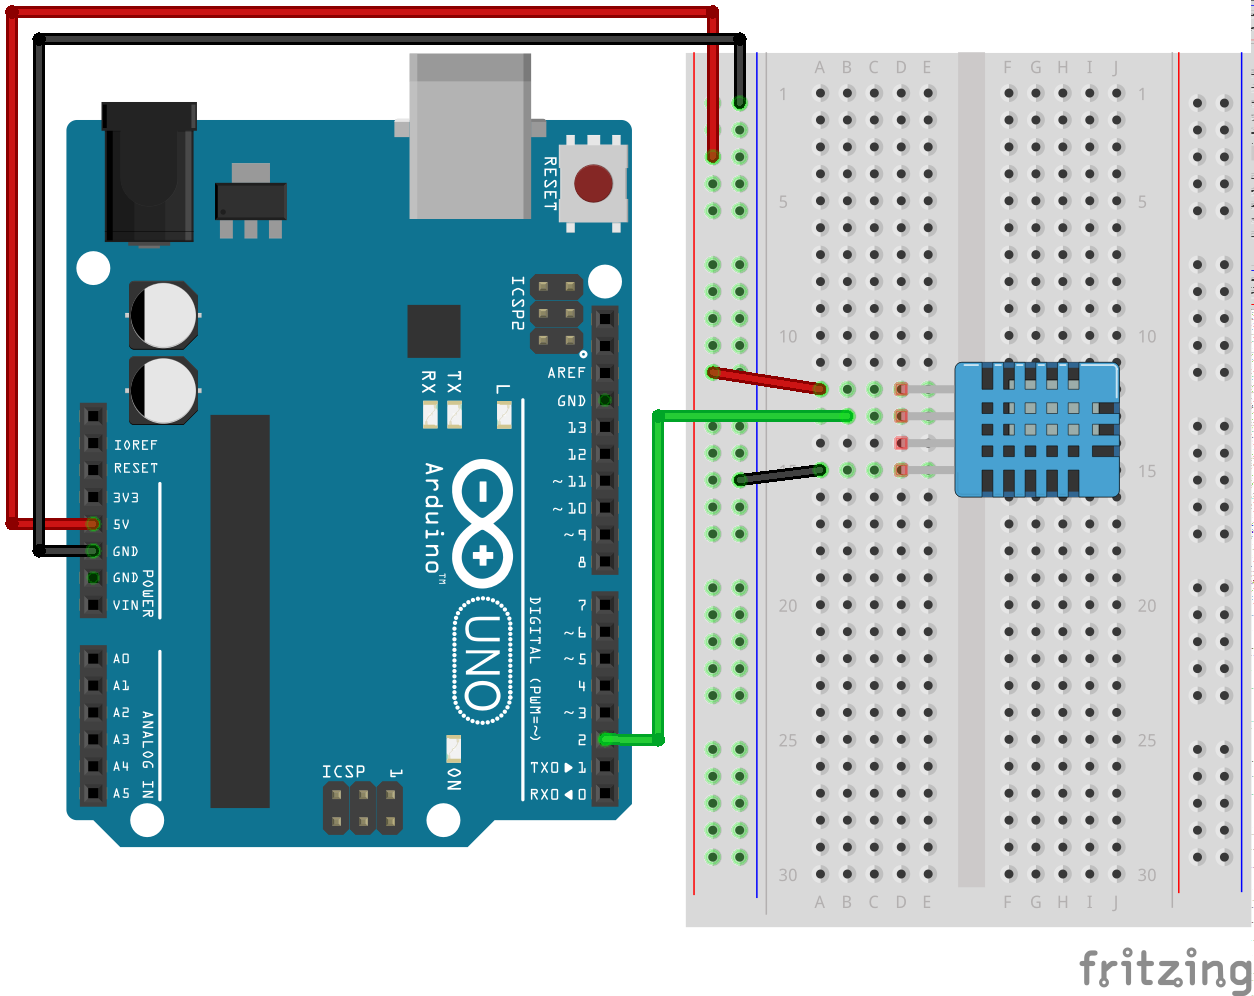 A B C D E F G H I J
1 1
5 5
10 10
15 15
20 20
25 25
30 30
A B C D E F G H I J
RESET
ICSP2
AREF
GND
13
12
~11
~10
~9
8
7
~6
~5
4
~3
2
TX0▶1
RX0◀0
DIGITAL (PWM=~)
RX
TX
L
Arduino™
UNO
IOREF
RESET
3V3
5V
GND
GND
VIN
POWER
A0
A1
A2
A3
A4
A5
ANALOG IN
ICSP
1
ON
fritzing